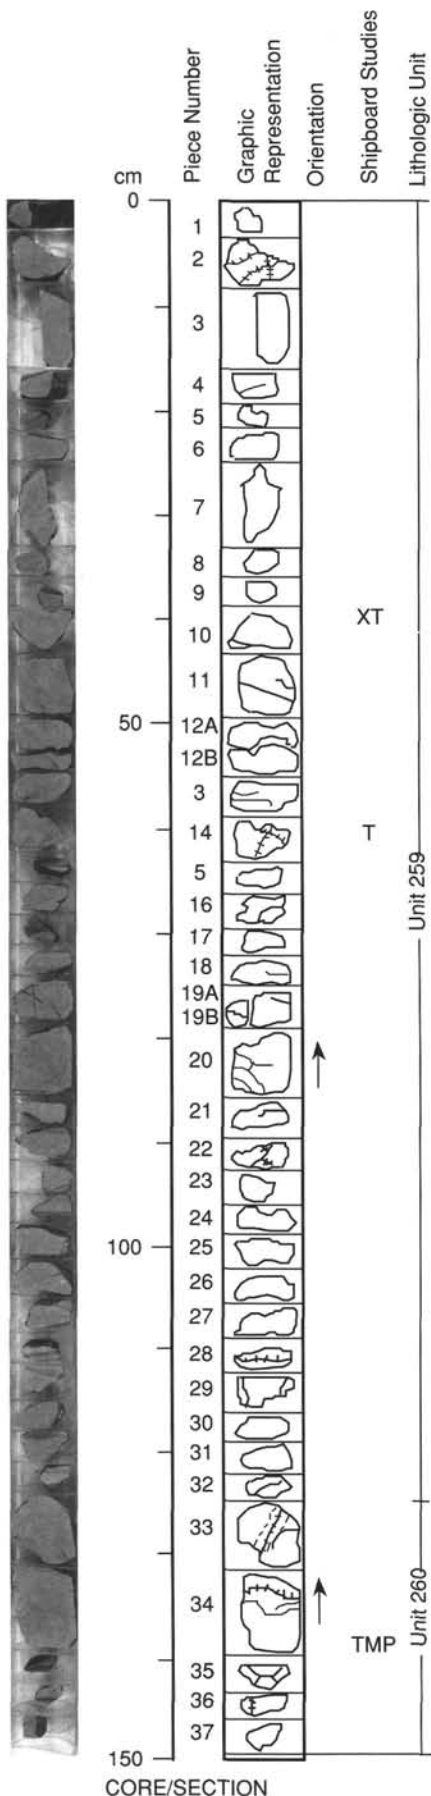 Piece Number
Graphic
Representation
Orientation
Shipboard Studies
Lithologic Unit
cm
0
1
2
3
4
5
6
7
8
9
XT
10
11
50
12A
12B
3
14
T
5
16
17
18
19A
19B
20
21
22
23
24
100
25
26
27
28
29
30
31
32
Unit 259
33
34
TMP
35
36
37
Unit 260
150
CORE/SECTION